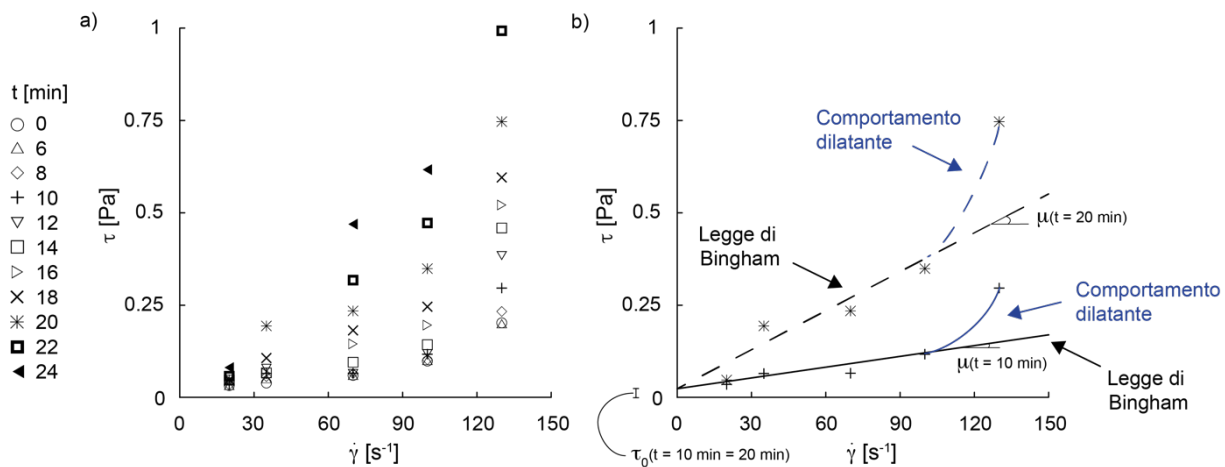 a)
t [min]
0
6
8
10
12
14
16
18
20
22
24
1
0.75
0.5
0.25
0
τ [Pa]
0 30 60 90 120 150
γ̇ [s⁻¹]
b)
1
0.75
0.5
0.25
0
τ [Pa]
Comportamento
dilatante
Legge di
Bingham
μ(t = 20 min)
Comportamento
dilatante
μ(t = 10 min)
Legge di
Bingham
0 30 60 90 120 150
γ̇ [s⁻¹]
τ₀(t = 10 min = 20 min)